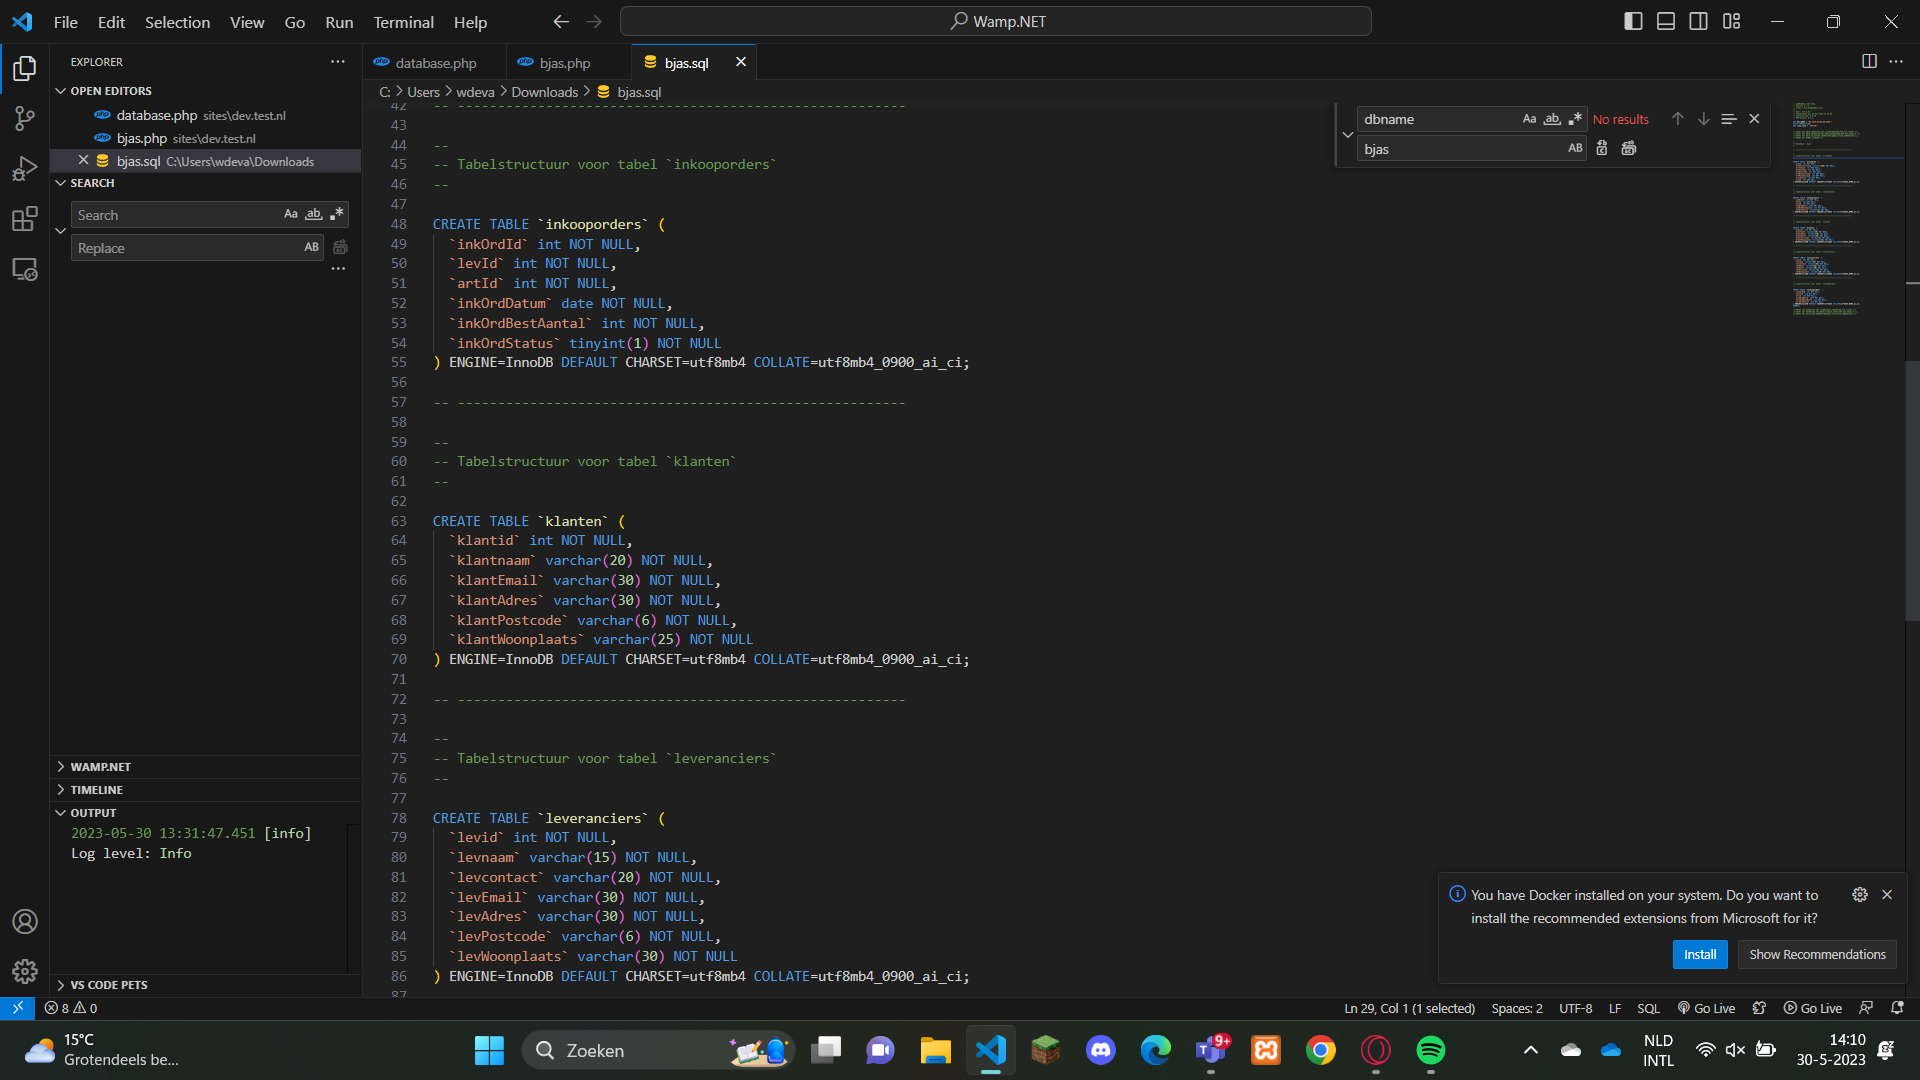 File Edit Selection View Go Run Terminal Help
Wamp.NET
EXPLORER
OPEN EDITORS
database.php sites\dev.test.nl
bjas.php sites\dev.test.nl
bjas.sql C:\Users\wdeva\Downloads
SEARCH
Search
Aa ab
Replace
AB
WAMP.NET
TIMELINE
OUTPUT
2023-05-30 13:31:47.451 [info]
Log level: Info
VS CODE PETS
database.php
bjas.php
bjas.sql
C: > Users > wdeva > Downloads > bjas.sql
dbname
Aa ab
No results
bjas
AB
42 -- --------------------------------------------------------
43
44 --
45 -- Tabelstructuur voor tabel `inkooporders`
46 --
47
48 CREATE TABLE `inkooporders` (
49 `inkOrdId` int NOT NULL,
50 `levId` int NOT NULL,
51 `artId` int NOT NULL,
52 `inkOrdDatum` date NOT NULL,
53 `inkOrdBestAantal` int NOT NULL,
54 `inkOrdStatus` tinyint(1) NOT NULL
55 ) ENGINE=InnoDB DEFAULT CHARSET=utf8mb4 COLLATE=utf8mb4_0900_ai_ci;
56
57 -- --------------------------------------------------------
58
59 --
60 -- Tabelstructuur voor tabel `klanten`
61 --
62
63 CREATE TABLE `klanten` (
64 `klantid` int NOT NULL,
65 `klantnaam` varchar(20) NOT NULL,
66 `klantEmail` varchar(30) NOT NULL,
67 `klantAdres` varchar(30) NOT NULL,
68 `klantPostcode` varchar(6) NOT NULL,
69 `klantWoonplaats` varchar(25) NOT NULL
70 ) ENGINE=InnoDB DEFAULT CHARSET=utf8mb4 COLLATE=utf8mb4_0900_ai_ci;
71
72 -- --------------------------------------------------------
73
74 --
75 -- Tabelstructuur voor tabel `leveranciers`
76 --
77
78 CREATE TABLE `leveranciers` (
79 `levid` int NOT NULL,
80 `levnaam` varchar(15) NOT NULL,
81 `levcontact` varchar(20) NOT NULL,
82 `levEmail` varchar(30) NOT NULL,
83 `levAdres` varchar(30) NOT NULL,
84 `levPostcode` varchar(6) NOT NULL,
85 `levWoonplaats` varchar(30) NOT NULL
86 ) ENGINE=InnoDB DEFAULT CHARSET=utf8mb4 COLLATE=utf8mb4_0900_ai_ci;
87
You have Docker installed on your system. Do you want to
install the recommended extensions from Microsoft for it?
Install
Show Recommendations
8 0
Ln 29, Col 1 (1 selected) Spaces: 2 UTF-8 LF SQL Go Live Go Live
15°C
Grotendeels be...
Zoeken
9+
NLD
INTL
14:10
30-5-2023